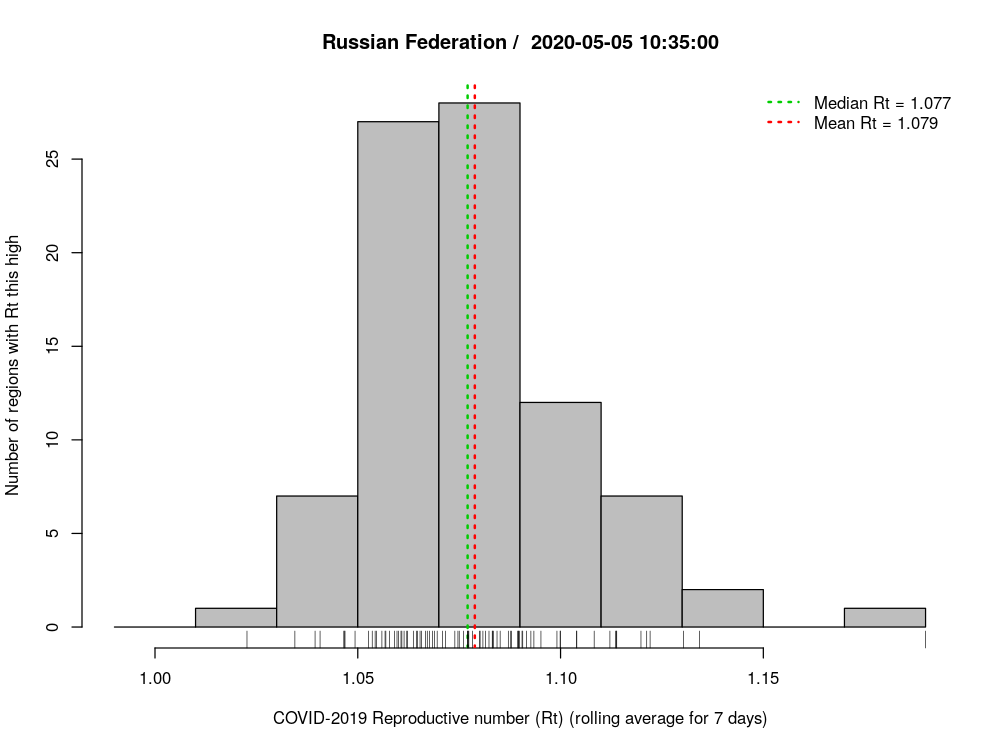 Russian Federation /  2020-05-05 10:35:00
Median Rt = 1.077
Mean Rt = 1.079
Number of regions with Rt this high
25
20
15
10
5
0
1.00 1.05 1.10 1.15
COVID-2019 Reproductive number (Rt) (rolling average for 7 days)